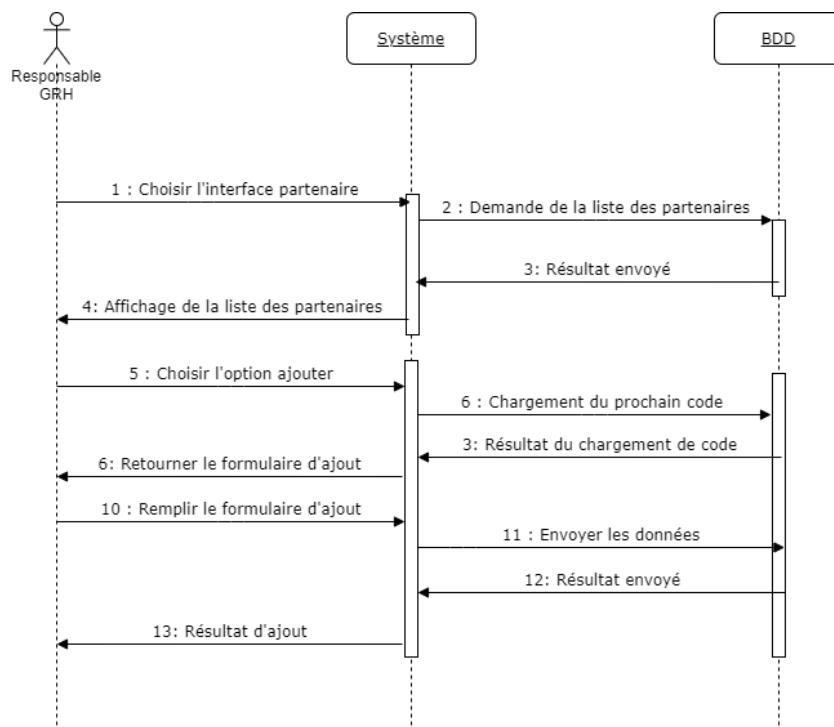 Système
BDD
Responsable
GRH
1 : Choisir l'interface partenaire
2 : Demande de la liste des partenaires
3: Résultat envoyé
4: Affichage de la liste des partenaires
5 : Choisir l'option ajouter
6 : Chargement du prochain code
3: Résultat du chargement de code
6: Retourner le formulaire d'ajout
10 : Remplir le formulaire d'ajout
11 : Envoyer les données
12: Résultat envoyé
13: Résultat d'ajout